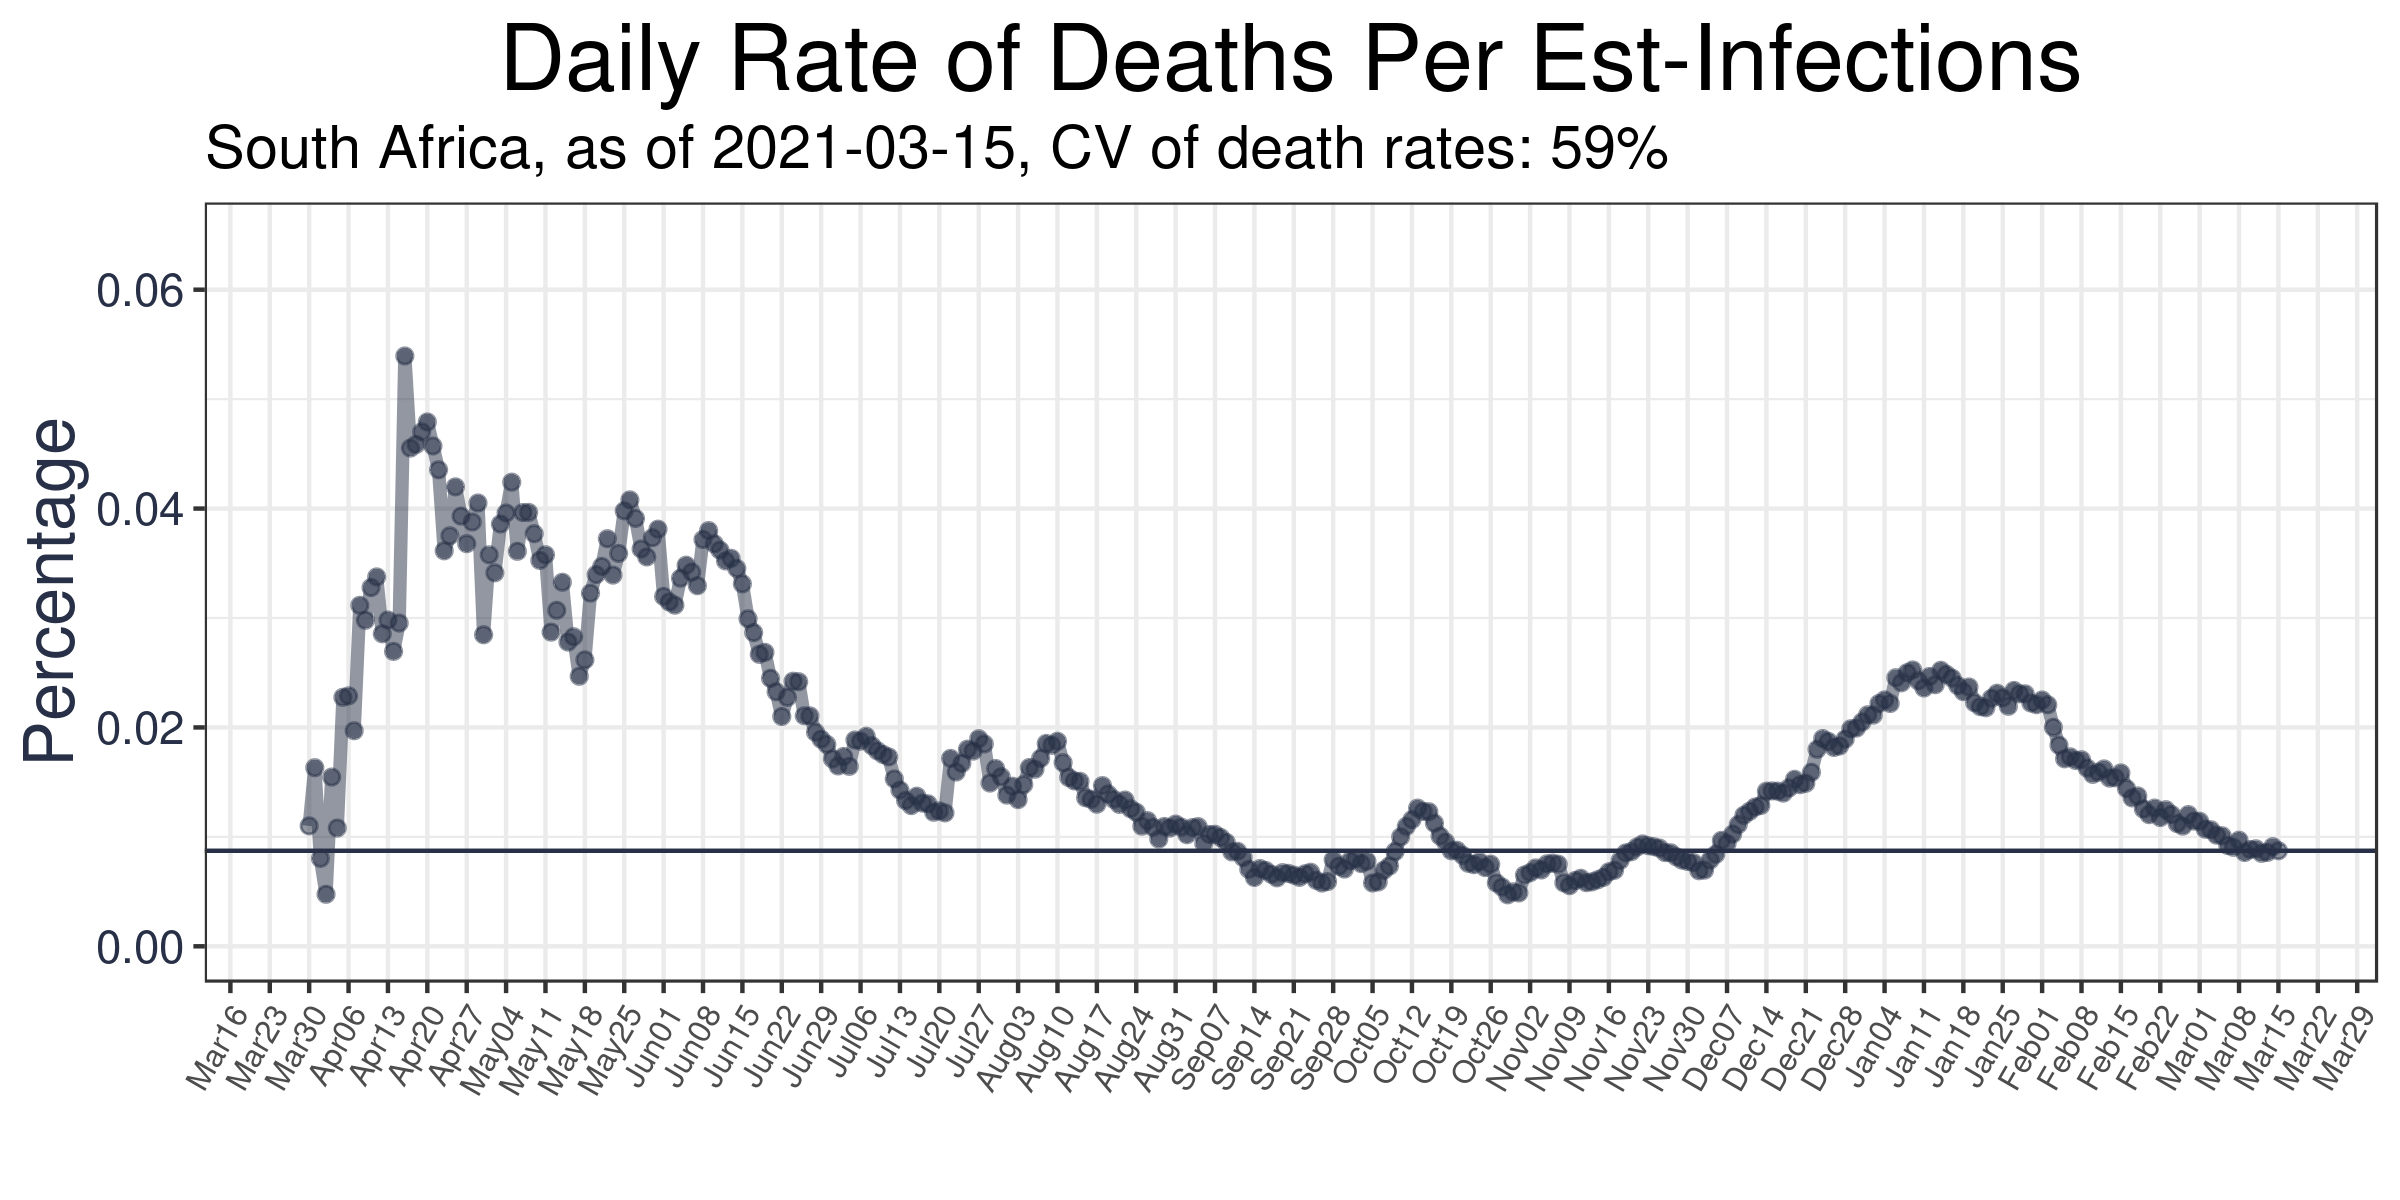 Daily Rate of Deaths Per Est-Infections
South Africa, as of 2021-03-15, CV of death rates: 59%
Percentage
0.06
0.04
0.02
0.00
Mar16 Mar23 Mar30 Apr06 Apr13 Apr20 Apr27 May04 May11 May18 May25 Jun01 Jun08 Jun15 Jun22 Jun29 Jul06 Jul13 Jul20 Jul27 Aug03 Aug10 Aug17 Aug24 Aug31 Sep07 Sep14 Sep21 Sep28 Oct05 Oct12 Oct19 Oct26 Nov02 Nov09 Nov16 Nov23 Nov30 Dec07 Dec14 Dec21 Dec28 Jan04 Jan11 Jan18 Jan25 Feb01 Feb08 Feb15 Feb22 Mar01 Mar08 Mar15 Mar22 Mar29